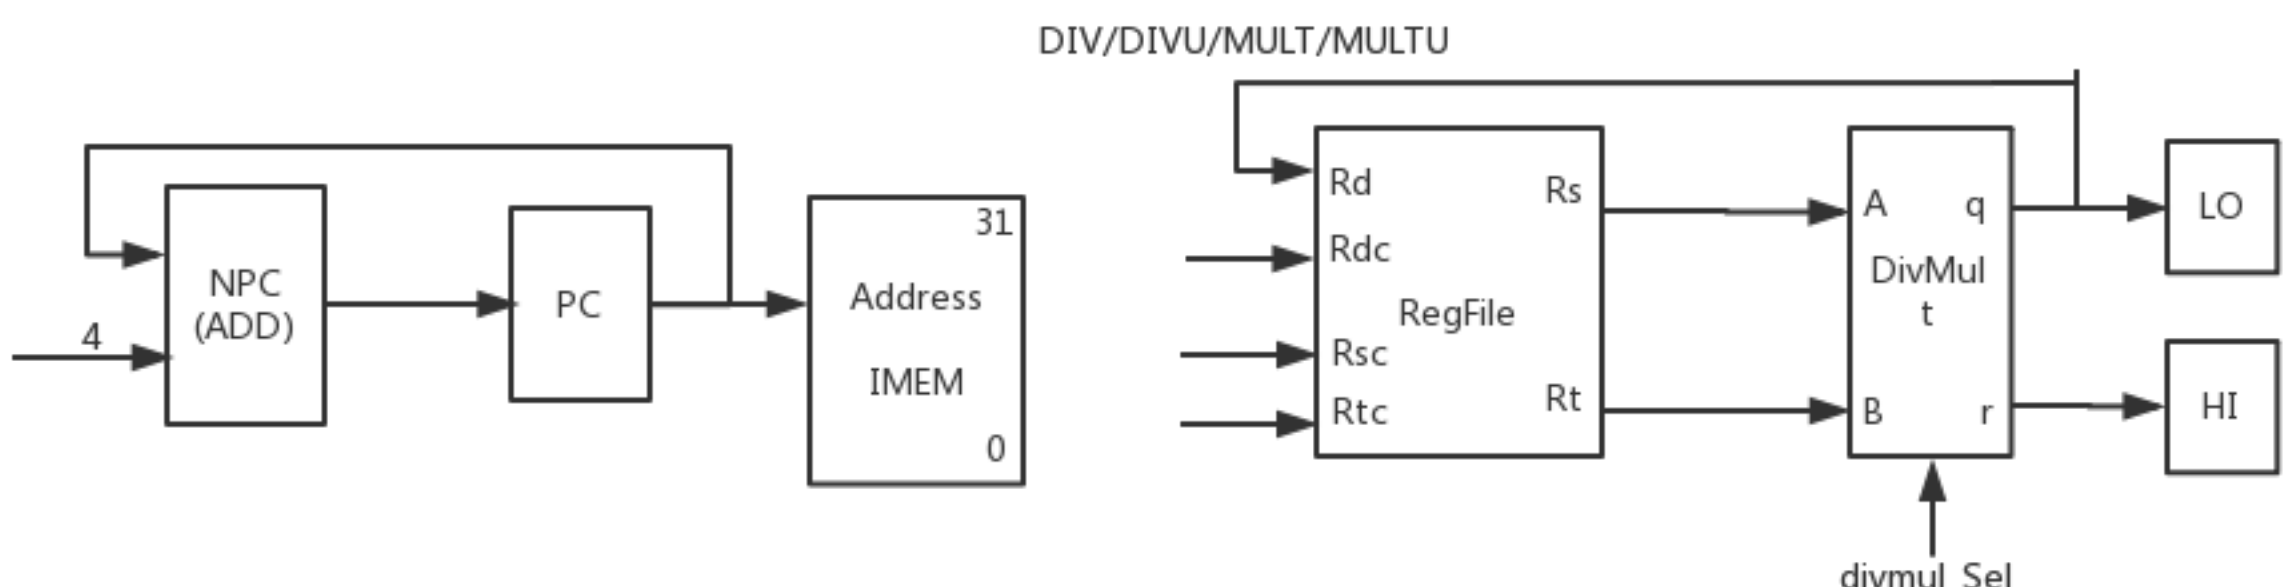 DIV/DIVU/MULT/MULTU
4
NPC
(ADD)
PC
31
Address
IMEM
0
Rd
Rdc
Rsc
Rtc
RegFile
Rs
Rt
A
B
DivMul
t
q
r
LO
HI
divmul_Sel